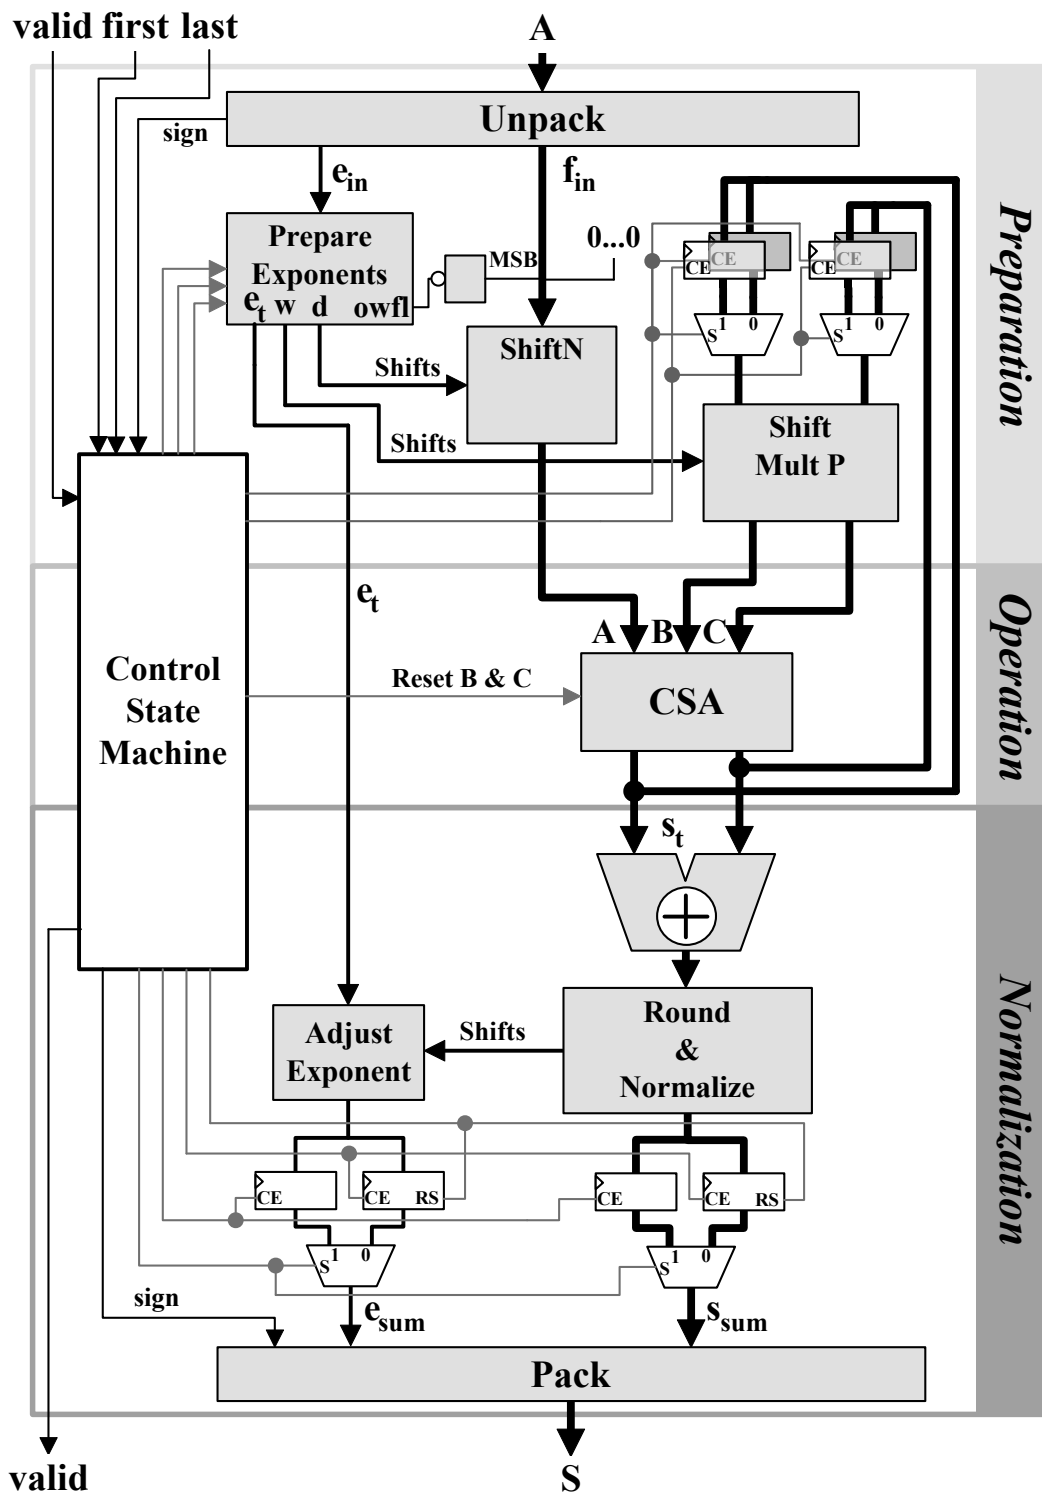 valid first last
A
Unpack
sign
e_in
f_in
Prepare
Exponents
e_t w d owfl
MSB
0...0
CE
CE
CE
CE
S 1 0
S 1 0
ShiftN
Shifts
Shifts
Shift
Mult P
Preparation
Control
State
Machine
e_t
A B C
Reset B & C
CSA
Operation
s_t
Round
&
Normalize
Shifts
Adjust
Exponent
CE
CE RS
CE
CE RS
S 1 0
S 1 0
sign
e_sum
s_sum
Normalization
Pack
valid
S